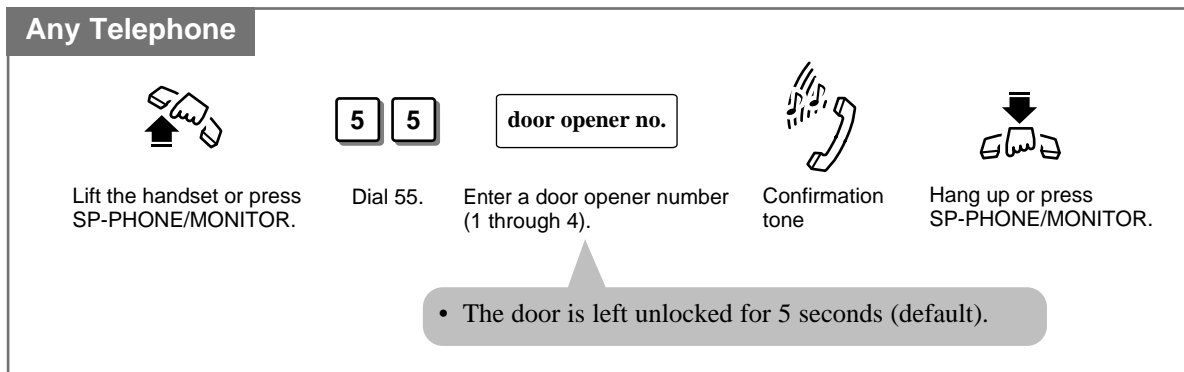 Any Telephone
5 5
door opener no.
Lift the handset or press
SP-PHONE/MONITOR.
Dial 55.
Enter a door opener number
(1 through 4).
Confirmation
tone
Hang up or press
SP-PHONE/MONITOR.
• The door is left unlocked for 5 seconds (default).